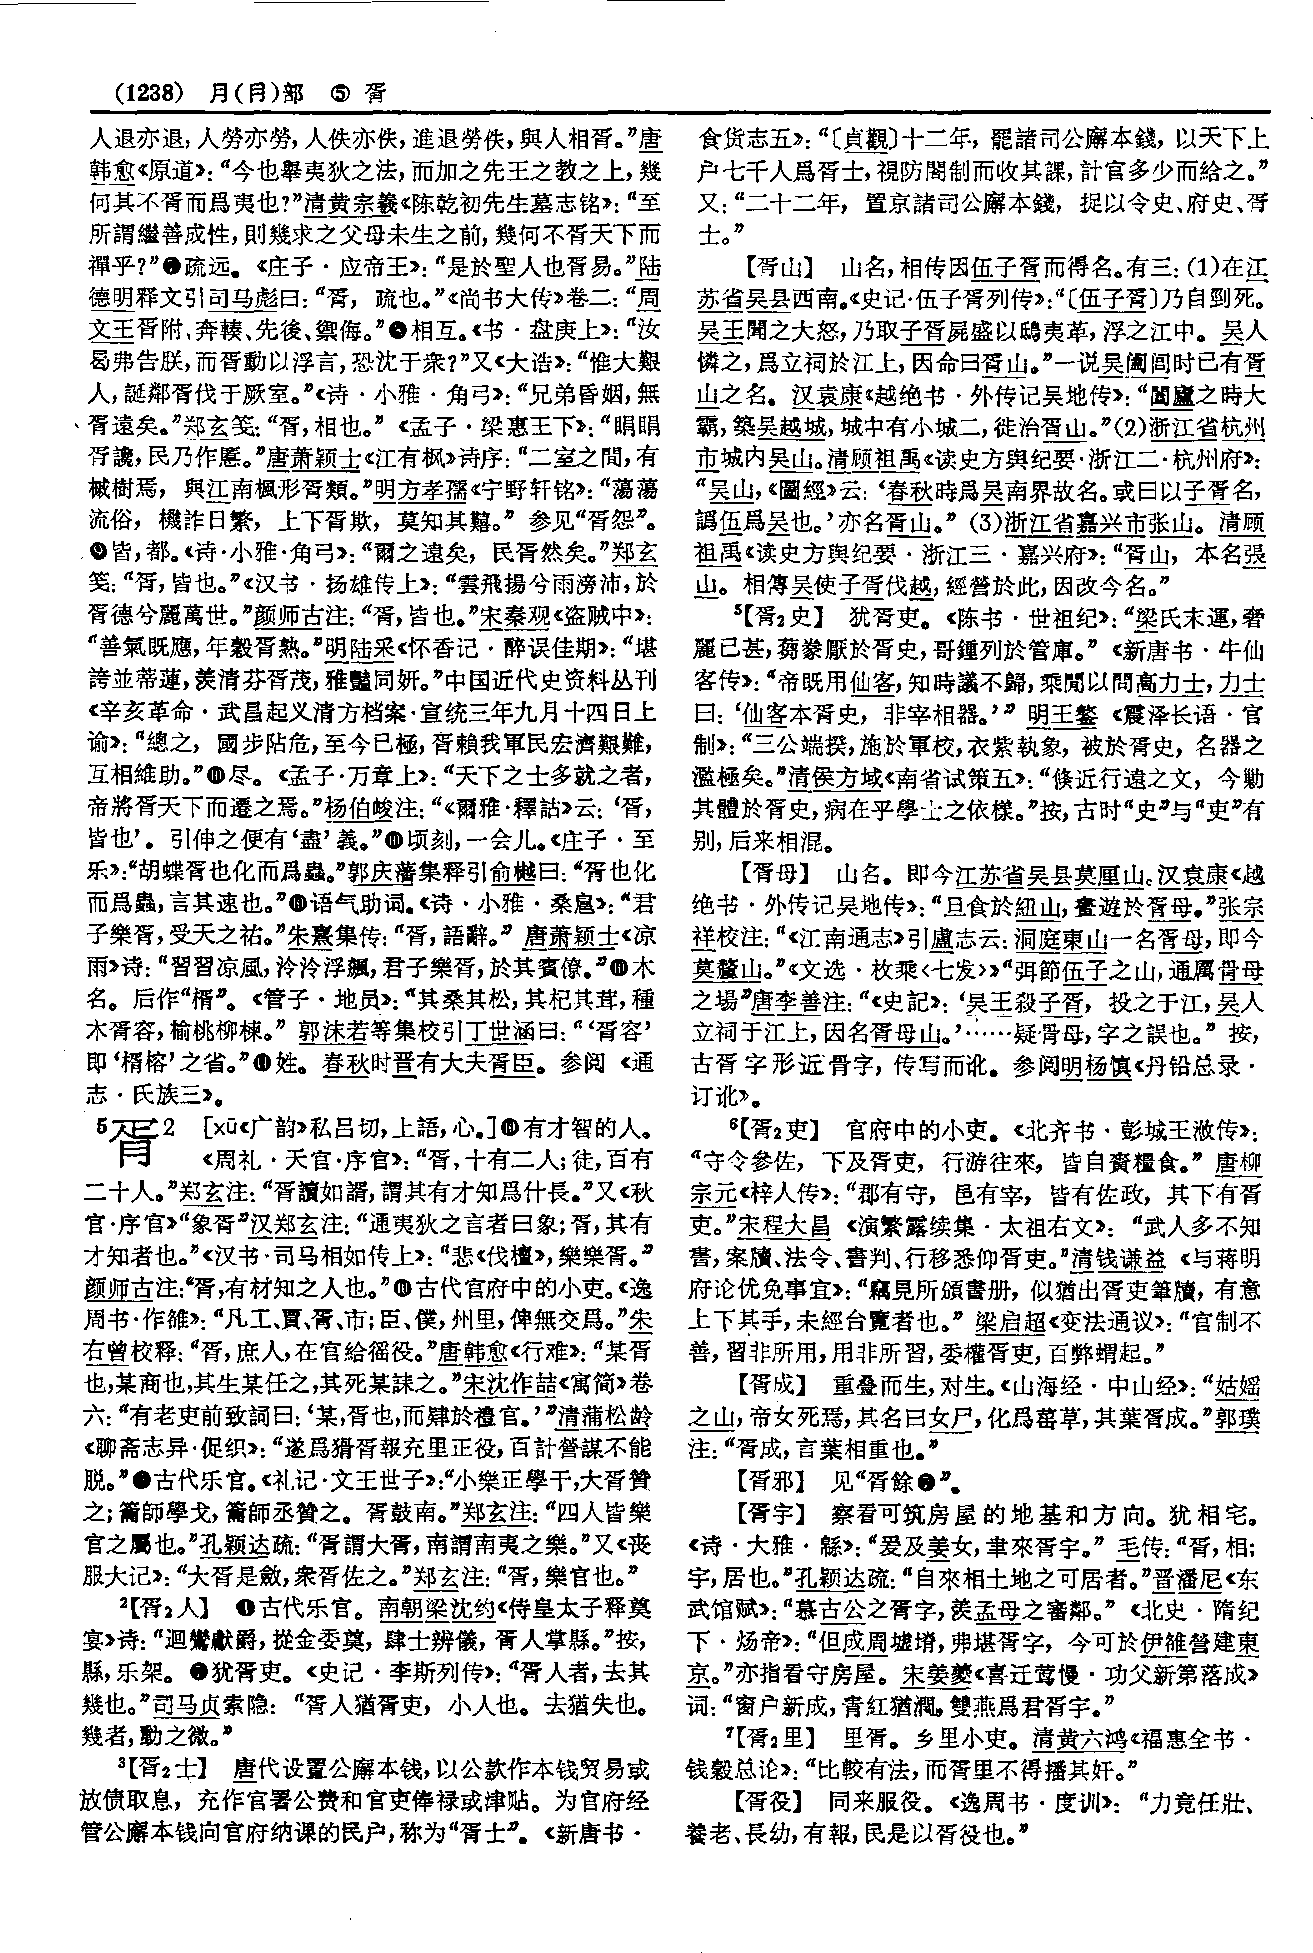 (1238) 月(月)部 ⑤ 胥
人退亦退，人勞亦勞，人佚亦佚，進退勞佚，與人相胥。”唐
韩愈《原道》：“今也舉夷狄之法，而加之先王之教之上，幾
何其不胥而爲夷也？”清黄宗羲《陈乾初先生墓志铭》：“至
所謂繼善成性，則幾求之父母未生之前，幾何不胥天下而
禪乎？”❼疏远。《庄子·应帝王》：“是於聖人也胥易。”陆
德明释文引司马彪曰：“胥，疏也。”《尚书大传》卷二：“周
文王胥附、奔輳、先後、禦侮。”❽相互。《书·盘庚上》：“汝
曷弗告朕，而胥動以浮言，恐沈于衆？”又《大诰》：“惟大艱
人，誕鄰胥伐于厥室。”《诗·小雅·角弓》：“兄弟昏姻，無
胥遠矣。”郑玄笺：“胥，相也。”《孟子·梁惠王下》：“睊睊
胥讒，民乃作慝。”唐萧颖士《江有枫》诗序：“二室之間，有
槭樹焉，與江南楓形胥類。”明方孝孺《宁野轩铭》：“蕩蕩
流俗，機詐日繁，上下胥欺，莫知其囏。”参见“胥怨”。
❾皆，都。《诗·小雅·角弓》：“爾之遠矣，民胥然矣。”郑玄
笺：“胥，皆也。”《汉书·扬雄传上》：“雲飛揚兮雨滂沛，於
胥德兮麗萬世。”颜师古注：“胥，皆也。”宋秦观《盗贼中》：
“善氣既應，年穀胥熟。”明陆采《怀香记·醉误佳期》：“堪
誇並蒂蓮，羨清芬胥茂，雅豔同妍。”中国近代史资料丛刊
《辛亥革命·武昌起义清方档案·宣统三年九月十四日上
谕》：“總之，國步阽危，至今已極，胥賴我軍民宏濟艱難，
互相維助。”❿尽。《孟子·万章上》：“天下之士多就之者，
帝將胥天下而遷之焉。”杨伯峻注：“《爾雅·釋詁》云：‘胥，
皆也’。引伸之便有‘盡’義。”⓫顷刻，一会儿。《庄子·至
乐》：“胡蝶胥也化而爲蟲。”郭庆藩集释引俞樾曰：“胥也化
而爲蟲，言其速也。”⓬语气助词。《诗·小雅·桑扈》：“君
子樂胥，受天之祜。”朱熹集传：“胥，語辭。”唐萧颖士《凉
雨》诗：“習習涼風，泠泠浮飆，君子樂胥，於其賓僚。”⓭木
名。后作“楈”。《管子·地员》：“其桑其松，其杞其茸，種
木胥容，榆桃柳楝。”郭沫若等集校引丁世涵曰：“‘胥容’
即‘楈榕’之省。”⓮姓。春秋时晋有大夫胥臣。参阅《通
志·氏族三》。
5胥2 [xū《广韵》私吕切，上語，心。]⓯有才智的人。
《周礼·天官·序官》：“胥，十有二人；徒，百有
二十人。”郑玄注：“胥讀如諝，謂其有才知爲什長。”又《秋
官·序官》“象胥”汉郑玄注：“通夷狄之言者曰象；胥，其有
才知者也。”《汉书·司马相如传上》：“悲《伐檀》，樂樂胥。”
颜师古注：“胥，有材知之人也。”⓰古代官府中的小吏。《逸
周书·作雒》：“凡工、賈、胥、市；臣、僕，州里，俾無交爲。”朱
右曾校释：“胥，庶人，在官給徭役。”唐韩愈《行难》：“某胥
也，某商也，其生某任之，其死某誄之。”宋沈作喆《寓简》卷
六：“有老吏前致詞曰：‘某，胥也，而肄於禮官。’”清蒲松龄
《聊斋志异·促织》：“遂爲猾胥報充里正役，百計營謀不能
脱。”古代乐官。《礼记·文王世子》：“小樂正學干，大胥贊
之；籥師學戈，籥師丞贊之。胥鼓南。”郑玄注：“四人皆樂
官之屬也。”孔颖达疏：“胥謂大胥，南謂南夷之樂。”又《丧
服大记》：“大胥是斂，衆胥佐之。”郑玄注：“胥，樂官也。”
2【胥2人】 ❶古代乐官。南朝梁沈约《侍皇太子释奠
宴》诗：“迴鸞獻爵，摐金委奠，肆士辨儀，胥人掌縣。”按，
縣，乐架。❷犹胥吏。《史记·李斯列传》：“胥人者，去其
幾也。”司马贞索隐：“胥人猶胥吏，小人也。去猶失也。
幾者，動之微。”
3【胥2士】 唐代设置公廨本钱，以公款作本钱贸易或
放债取息，充作官署公费和官吏俸禄或津贴。为官府经
管公廨本钱向官府纳课的民户，称为“胥士”。《新唐书·
食货志五》：“〔貞觀〕十二年，罷諸司公廨本錢，以天下上
户七千人爲胥士，視防閤制而收其課，計官多少而給之。”
又：“二十二年，置京諸司公廨本錢，捉以令史、府史、胥
士。”
【胥山】 山名，相传因伍子胥而得名。有三：(1)在江
苏省吴县西南。《史记·伍子胥列传》：“〔伍子胥〕乃自剄死。
吴王聞之大怒，乃取子胥屍盛以鴟夷革，浮之江中。吴人
憐之，爲立祠於江上，因命曰胥山。”一说吴阖闾时已有胥
山之名。汉袁康《越绝书·外传记吴地传》：“闔廬之時大
霸，築吴越城，城中有小城二，徙治胥山。”(2)浙江省杭州
市城内吴山。清顾祖禹《读史方舆纪要·浙江二·杭州府》：
“吴山，《圖經》云：‘春秋時爲吴南界故名。或曰以子胥名，
譌伍爲吴也。’亦名胥山。”(3)浙江省嘉兴市张山。清顾
祖禹《读史方舆纪要·浙江三·嘉兴府》：“胥山，本名張
山。相傳吴使子胥伐越，經營於此，因改今名。”
5【胥2史】 犹胥吏。《陈书·世祖纪》：“梁氏末運，奢
麗已甚，芻豢厭於胥史，哥鍾列於管庫。”《新唐书·牛仙
客传》：“帝既用仙客，知時議不歸，乘間以問高力士，力士
曰：‘仙客本胥史，非宰相器。’”明王鏊《震泽长语·官
制》：“三公端揆，施於軍校，衣紫執象，被於胥史，名器之
濫極矣。”清侯方域《南省试策五》：“倏近行遠之文，今勦
其體於胥史，病在乎學士之依樣。”按，古时“史”与“吏”有
别，后来相混。
【胥母】 山名。即今江苏省吴县莫厘山。汉袁康《越
绝书·外传记吴地传》：“旦食於紐山，晝遊於胥母。”张宗
祥校注：“《江南通志》引盧志云：洞庭東山一名胥母，即今
莫釐山。”《文选·枚乘〈七发〉》“弭節伍子之山，通厲骨母
之場”唐李善注：“《史記》：‘吴王殺子胥，投之于江，吴人
立祠于江上，因名胥母山。’……疑骨母，字之誤也。”按，
古胥字形近骨字，传写而讹。参阅明杨慎《丹铅总录·
订讹》。
6【胥2吏】 官府中的小吏。《北齐书·彭城王浟传》：
“守令參佐，下及胥吏，行游往來，皆自賫糧食。”唐柳
宗元《梓人传》：“郡有守，邑有宰，皆有佐政，其下有胥
吏。”宋程大昌《演繁露续集·太祖右文》：“武人多不知
書，案牘、法令、書判、行移悉仰胥吏。”清钱谦益《与蒋明
府论优免事宜》：“竊見所頒書册，似猶出胥吏筆牘，有意
上下其手，未經台覽者也。”梁启超《变法通议》：“官制不
善，習非所用，用非所習，委權胥吏，百弊蝟起。”
【胥成】 重叠而生，对生。《山海经·中山经》：“姑媱
之山，帝女死焉，其名曰女尸，化爲䔄草，其葉胥成。”郭璞
注：“胥成，言葉相重也。”
【胥邪】 见“胥餘❷”。
【胥宇】 察看可筑房屋的地基和方向。犹相宅。
《诗·大雅·緜》：“爰及姜女，聿來胥宇。”毛传：“胥，相；
宇，居也。”孔颖达疏：“自來相土地之可居者。”晋潘尼《东
武馆赋》：“慕古公之胥宇，羨孟母之審鄰。”《北史·隋纪
下·炀帝》：“但成周墟塉，弗堪胥宇，今可於伊雒營建東
京。”亦指看守房屋。宋姜夔《喜迁莺慢·功父新第落成》
词：“窗户新成，青紅猶潤。雙燕爲君胥宇。”
7【胥2里】 里胥。乡里小吏。清黄六鸿《福惠全书·
钱穀总论》：“比較有法，而胥里不得播其奸。”
【胥役】 同来服役。《逸周书·度训》：“力竟任壯、
養老、長幼，有報，民是以胥役也。”